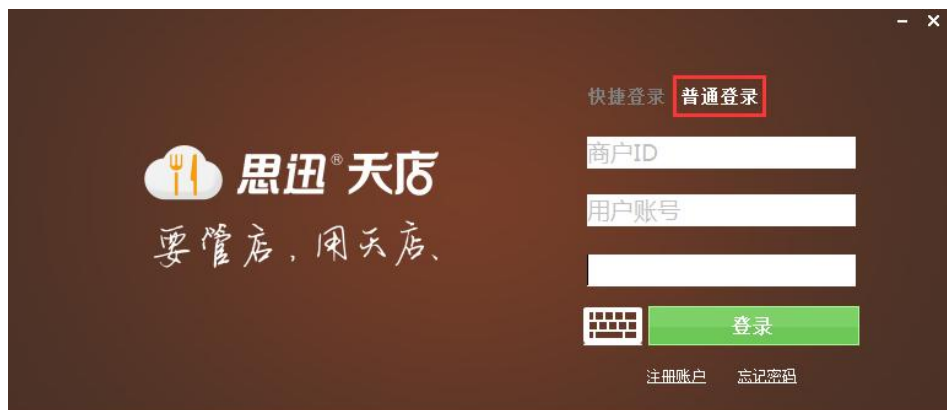 快捷登录 普通登录
商户ID
思迅®天店
用户账号
要管店，用天店、
登录
注册账户 忘记密码